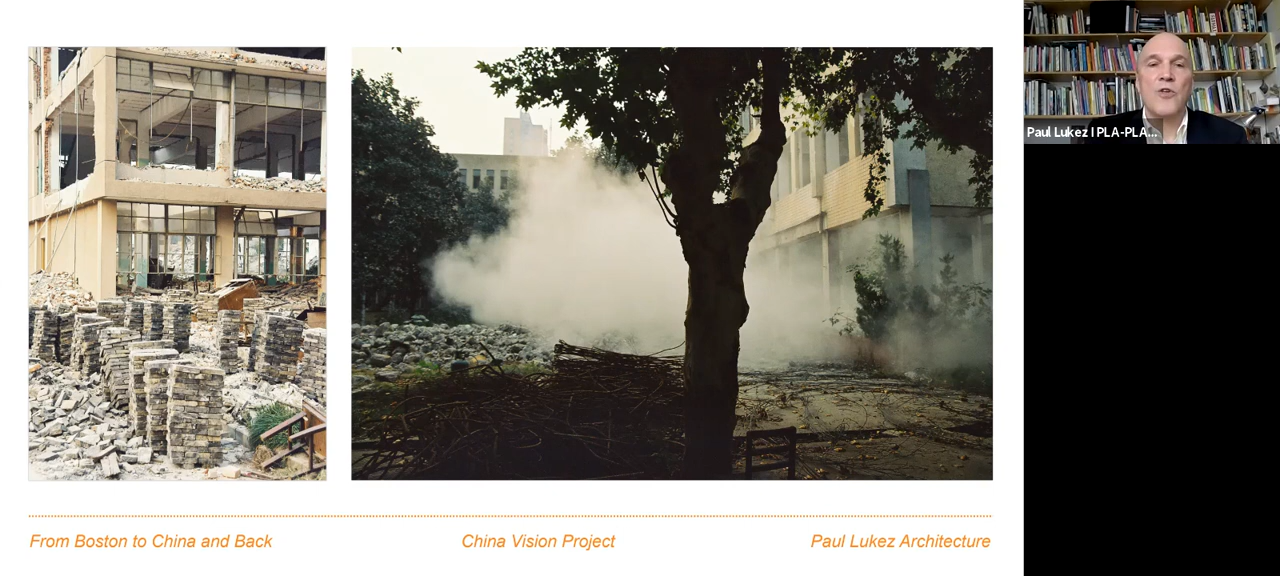 Paul Lukez I PLA-PLA...
From Boston to China and Back
China Vision Project
Paul Lukez Architecture